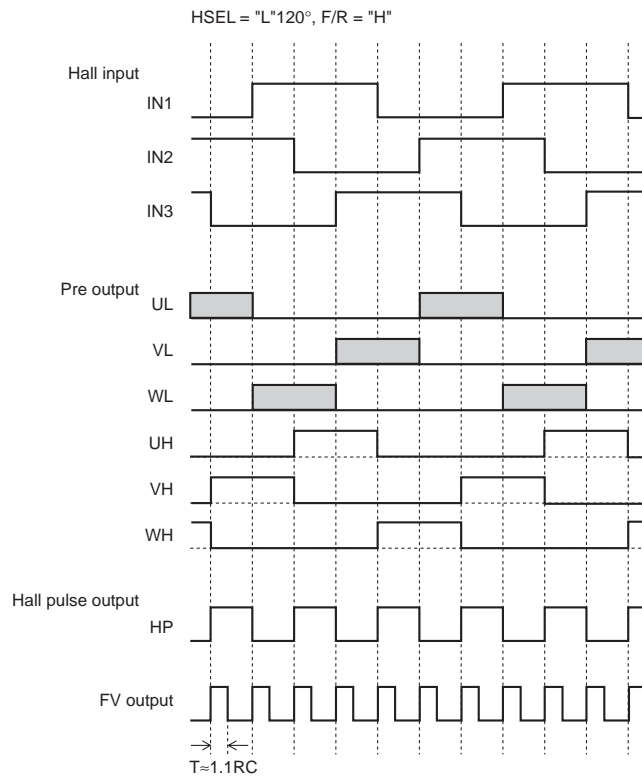 HSEL = "L"120°, F/R = "H"
Hall input
IN1
IN2
IN3
Pre output
UL
VL
WL
UH
VH
WH
Hall pulse output
HP
FV output
T≈1.1RC